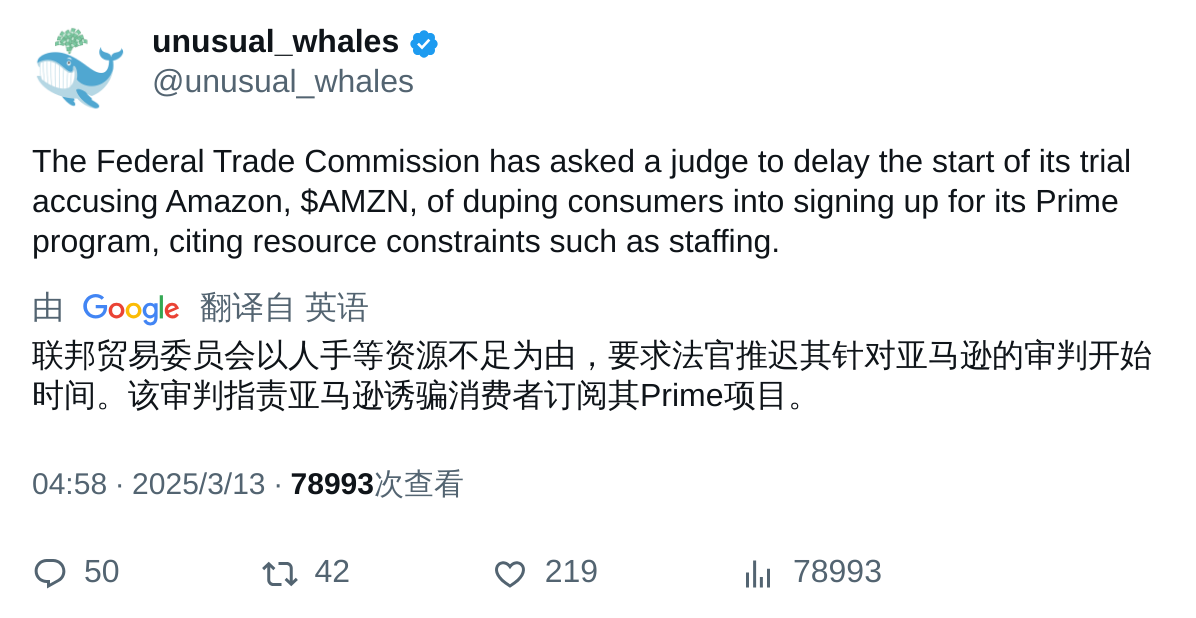 unusual_whales
@unusual_whales
The Federal Trade Commission has asked a judge to delay the start of its trial
accusing Amazon, $AMZN, of duping consumers into signing up for its Prime
program, citing resource constraints such as staffing.
由 Google 翻译自 英语
联邦贸易委员会以人手等资源不足为由，要求法官推迟其针对亚马逊的审判开始
时间。该审判指责亚马逊诱骗消费者订阅其Prime项目。
04:58 · 2025/3/13 · 78993次查看
50 42 219 78993